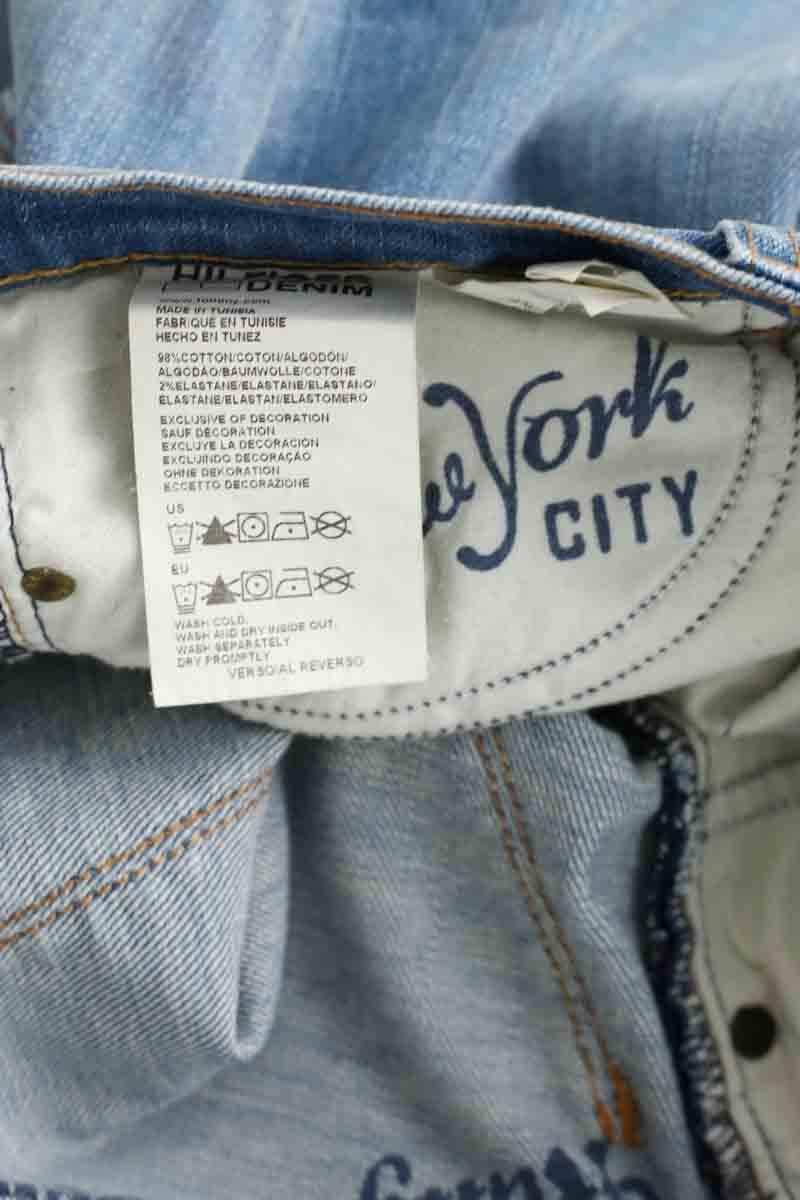 HILFIGER
DENIM
www.tommy.com
MADE IN TUNISIA
FABRIQUE EN TUNISIE
HECHO EN TUNEZ
98%COTTON/COTON/ALGODÓN/
ALGODÃO/BAUMWOLLE/COTONE
2%ELASTANE/ELASTANE/ELASTANO/
ELASTANE/ELASTAN/ELASTOMERO
EXCLUSIVE OF DECORATION
SAUF DÉCORATION
EXCLUYE LA DECORACION
EXCLUINDO DECORAÇÃO
OHNE DEKORATION
ECCETTO DECORAZIONE
US
EU
WASH COLD.
WASH AND DRY INSIDE OUT.
WASH SEPARATELY
DRY PROMPTLY
VERSO/AL REVERSO
York
CITY